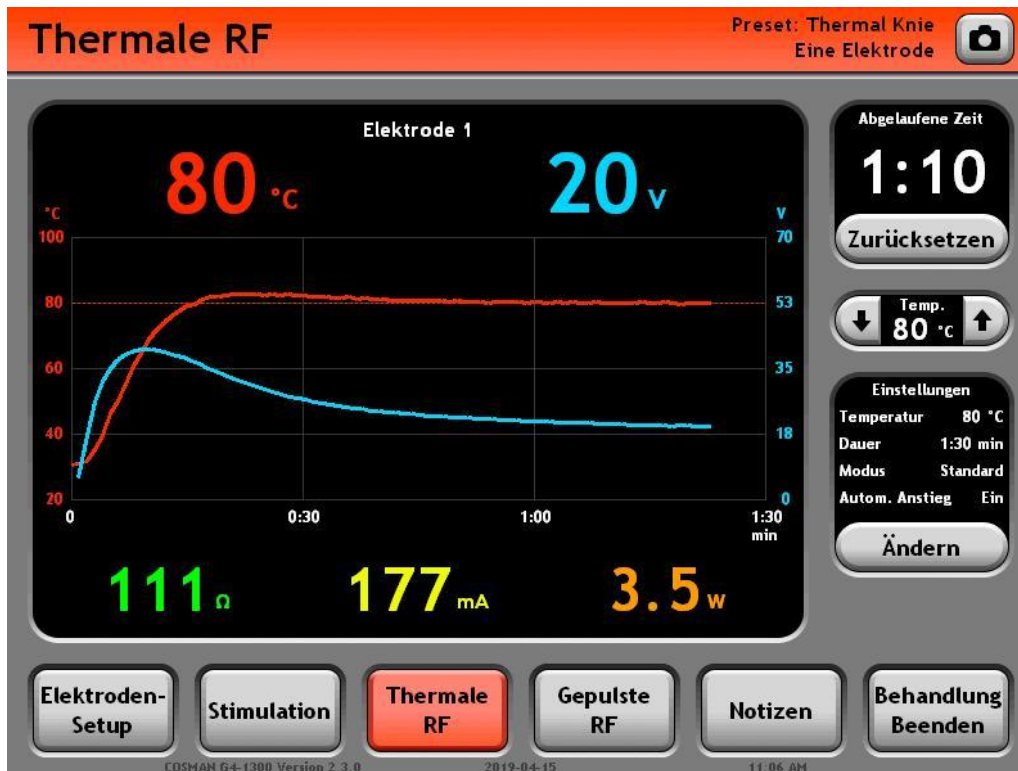 Thermale RF
Preset: Thermal Knie
Eine Elektrode
Elektrode 1
80 °C
20 V
°C
V
100
70
80
53
60
35
40
18
20
0
0
0:30
1:00
1:30
min
111 Ω
177 mA
3.5 W
Abgelaufene Zeit
1:10
Zurücksetzen
Temp.
80 °C
Einstellungen
Temperatur 80 °C
Dauer 1:30 min
Modus Standard
Autom. Anstieg Ein
Ändern
Elektroden-
Setup
Stimulation
Thermale
RF
Gepulste
RF
Notizen
Behandlung
Beenden
COSMAN G4-1300 Version 2.3.0
2019-04-15
11:06 AM